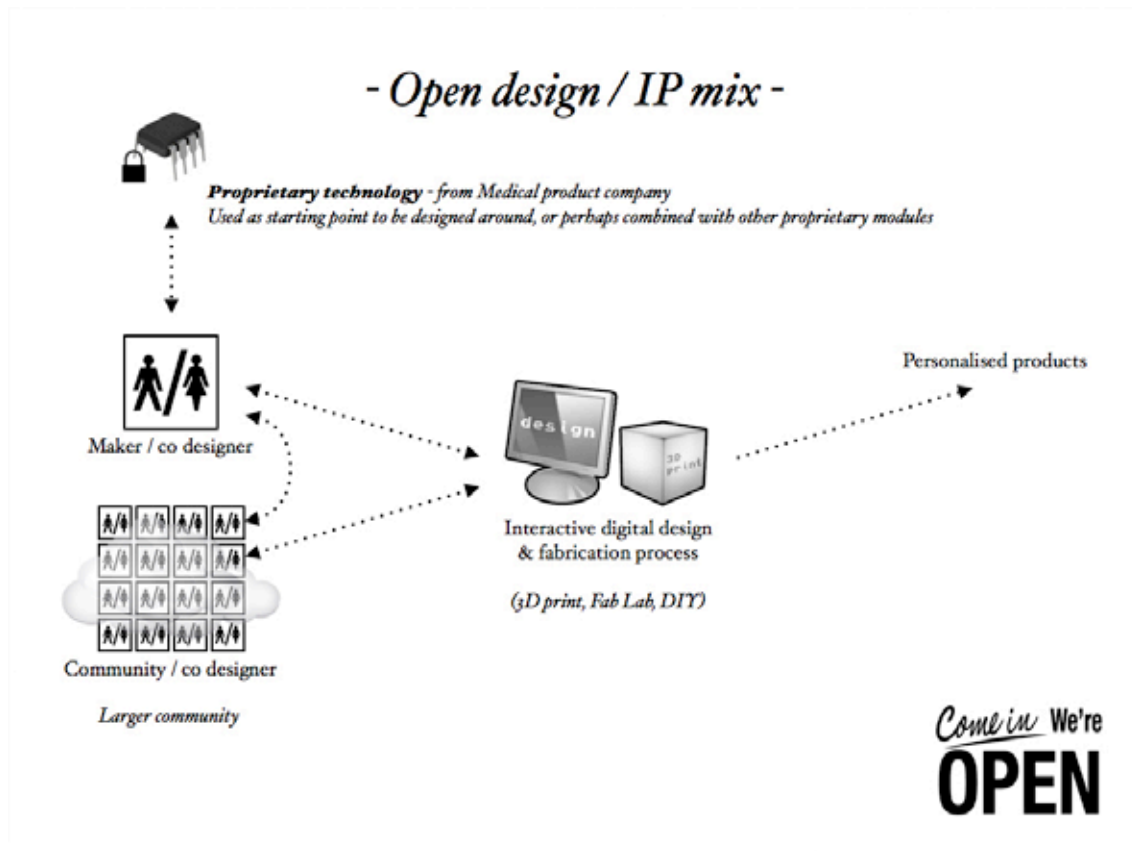 - Open design / IP mix -
Proprietary technology - from Medical product company
Used as starting point to be designed around, or perhaps combined with other proprietary modules
Maker / co designer
Community / co designer
Larger community
design
3D
print
Interactive digital design
& fabrication process
(3D print, Fab Lab, DIY)
Personalised products
Come in We're
OPEN